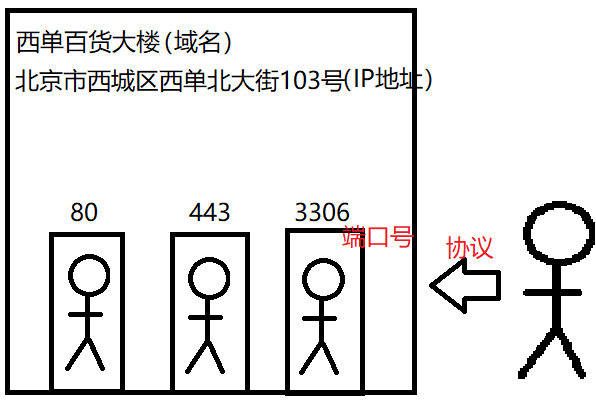 西单百货大楼(域名)
北京市西城区西单北大街103号(IP地址)
80
443
3306
端口号
协议